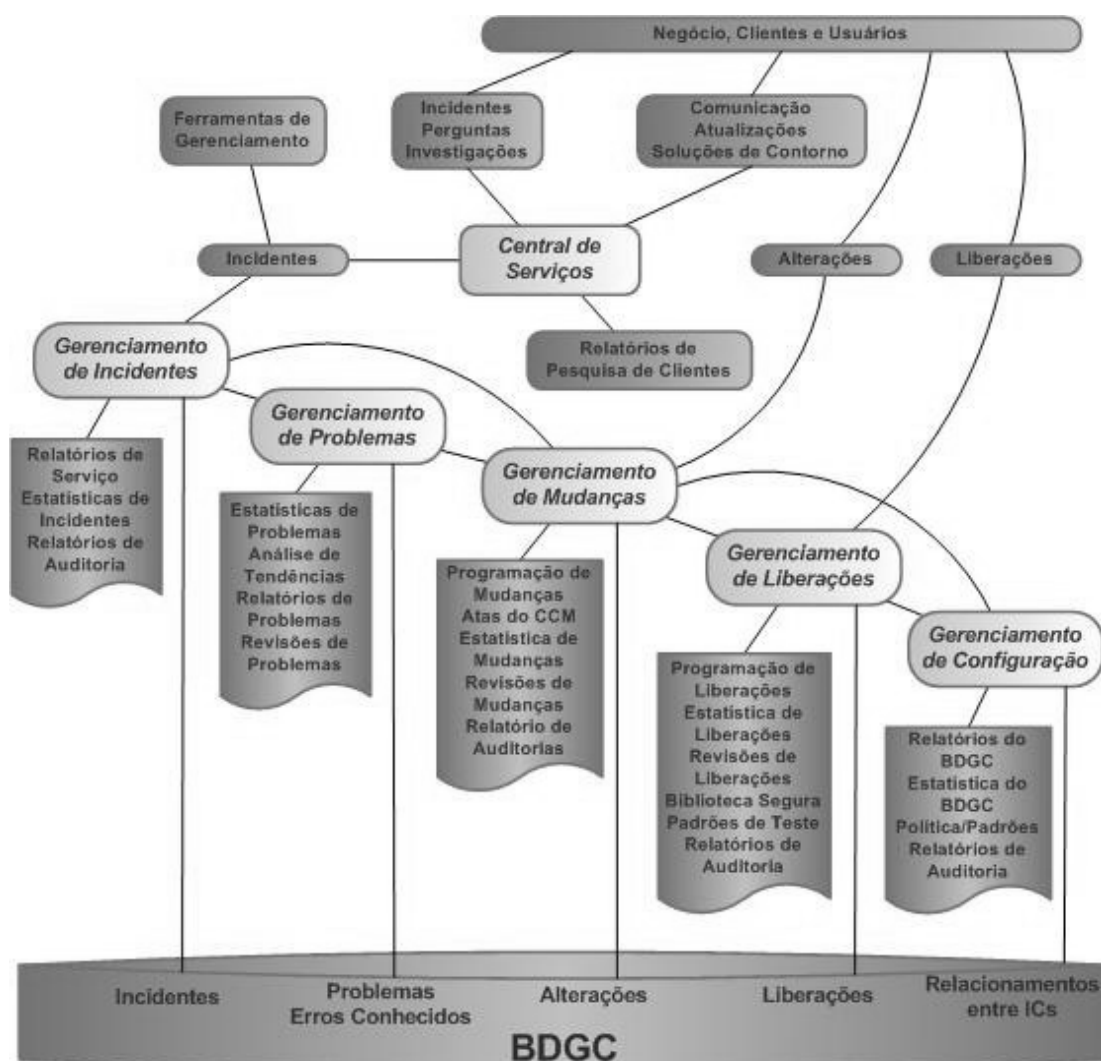 Negócio, Clientes e Usuários
Ferramentas de
Gerenciamento
Incidentes
Perguntas
Investigações
Comunicação
Atualizações
Soluções de Contorno
Incidentes
Central de
Serviços
Alterações
Liberações
Relatórios de
Pesquisa de Clientes
Gerenciamento
de Incidentes
Relatórios de
Serviço
Estatísticas de
Incidentes
Relatórios de
Auditoria
Gerenciamento
de Problemas
Estatisticas de
Problemas
Análise de
Tendências
Relatórios de
Problemas
Revisões de
Problemas
Gerenciamento
de Mudanças
Programação de
Mudanças
Atas do CCM
Estatistica de
Mudanças
Revisões de
Mudanças
Relatório de
Auditorias
Gerenciamento
de Liberações
Programação de
Liberações
Estatistica de
Liberações
Revisões de
Liberações
Biblioteca Segura
Padrões de Teste
Relatórios de
Auditoria
Gerenciamento
de Configuração
Relatórios do
BDGC
Estatistica do
BDGC
Política/Padrões
Relatórios de
Auditoria
Incidentes
Problemas
Erros Conhecidos
Alterações
Liberações
Relacionamentos
entre ICs
BDGC